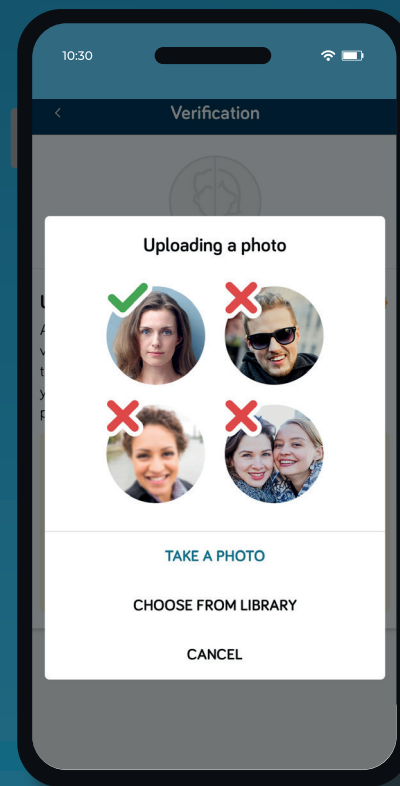 10:30
Verification
Uploading a photo
TAKE A PHOTO
CHOOSE FROM LIBRARY
CANCEL